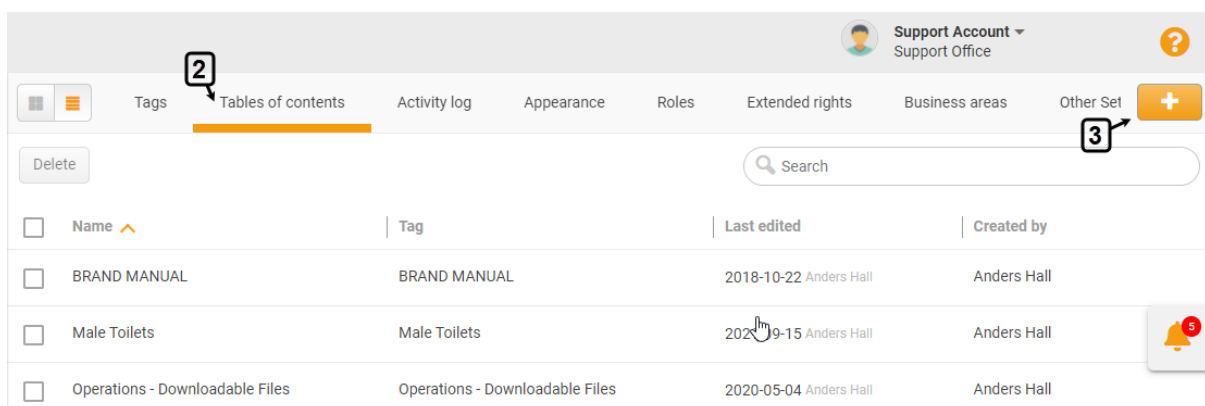 Support Account
Support Office
?
2
Tags Tables of contents Activity log Appearance Roles Extended rights Business areas Other Set +
3
Delete Search
Name Tag Last edited Created by
BRAND MANUAL BRAND MANUAL 2018-10-22 Anders Hall Anders Hall
Male Toilets Male Toilets 09-15 Anders Hall Anders Hall
5
Operations - Downloadable Files Operations - Downloadable Files 2020-05-04 Anders Hall Anders Hall